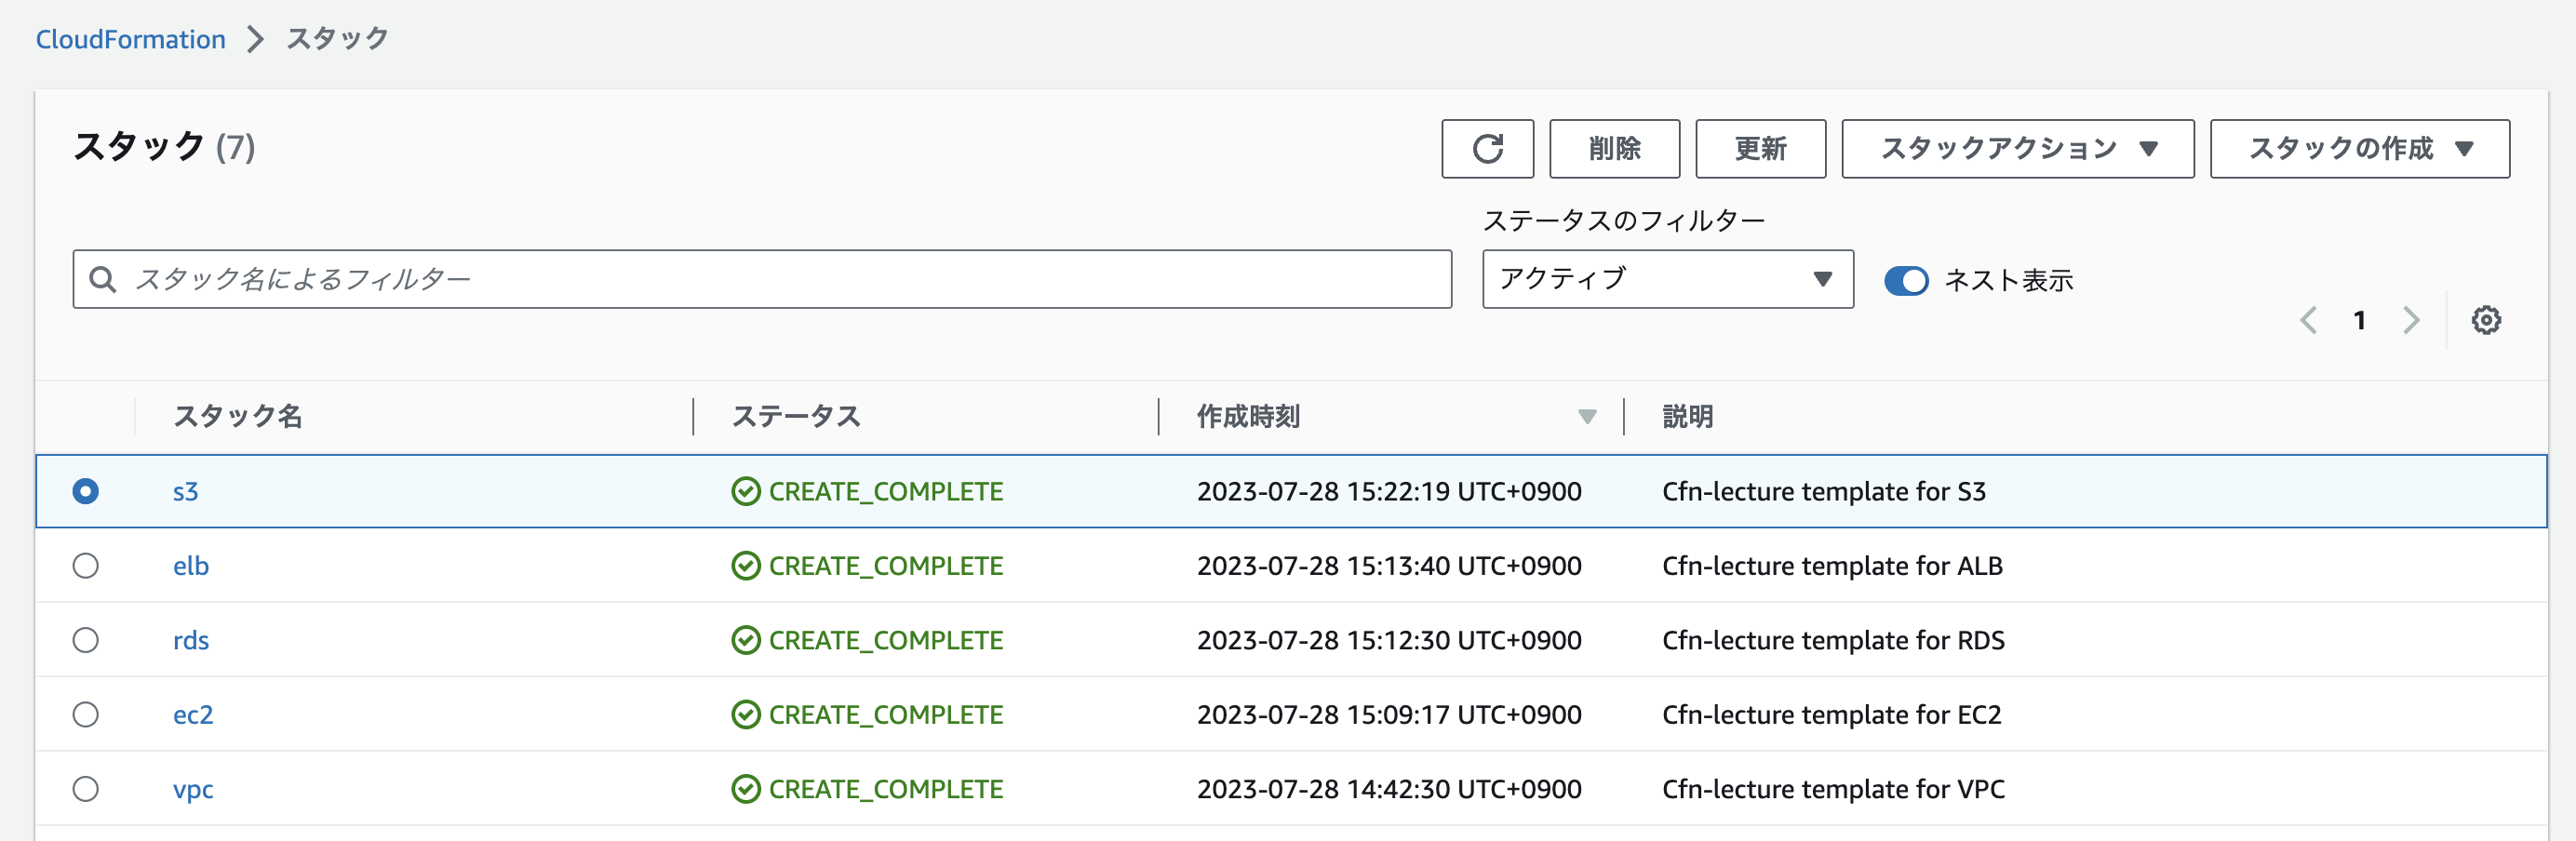 CloudFormation スタック
スタック (7)
削除 更新 スタックアクション スタックの作成
ステータスのフィルター
スタック名によるフィルター アクティブ ネスト表示
1
スタック名 ステータス 作成時刻 説明
s3 CREATE_COMPLETE 2023-07-28 15:22:19 UTC+0900 Cfn-lecture template for S3
elb CREATE_COMPLETE 2023-07-28 15:13:40 UTC+0900 Cfn-lecture template for ALB
rds CREATE_COMPLETE 2023-07-28 15:12:30 UTC+0900 Cfn-lecture template for RDS
ec2 CREATE_COMPLETE 2023-07-28 15:09:17 UTC+0900 Cfn-lecture template for EC2
vpc CREATE_COMPLETE 2023-07-28 14:42:30 UTC+0900 Cfn-lecture template for VPC